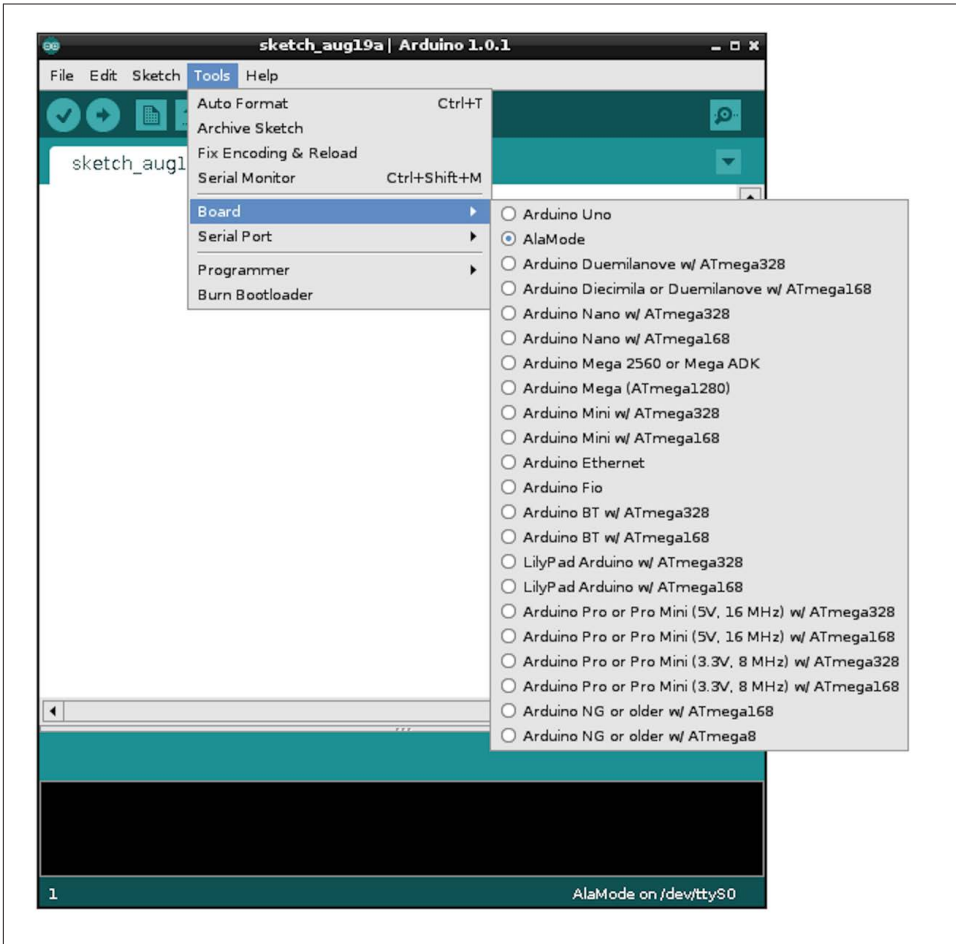 sketch_aug19a | Arduino 1.0.1
File Edit Sketch Tools Help
Auto Format Ctrl+T
Archive Sketch
Fix Encoding & Reload
Serial Monitor Ctrl+Shift+M
Board
Serial Port
Programmer
Burn Bootloader
sketch_aug1
Arduino Uno
AlaMode
Arduino Duemilanove w/ ATmega328
Arduino Diecimila or Duemilanove w/ ATmega168
Arduino Nano w/ ATmega328
Arduino Nano w/ ATmega168
Arduino Mega 2560 or Mega ADK
Arduino Mega (ATmega1280)
Arduino Mini w/ ATmega328
Arduino Mini w/ ATmega168
Arduino Ethernet
Arduino Fio
Arduino BT w/ ATmega328
Arduino BT w/ ATmega168
LilyPad Arduino w/ ATmega328
LilyPad Arduino w/ ATmega168
Arduino Pro or Pro Mini (5V, 16 MHz) w/ ATmega328
Arduino Pro or Pro Mini (5V, 16 MHz) w/ ATmega168
Arduino Pro or Pro Mini (3.3V, 8 MHz) w/ ATmega328
Arduino Pro or Pro Mini (3.3V, 8 MHz) w/ ATmega168
Arduino NG or older w/ ATmega168
Arduino NG or older w/ ATmega8
1 AlaMode on /dev/ttyS0